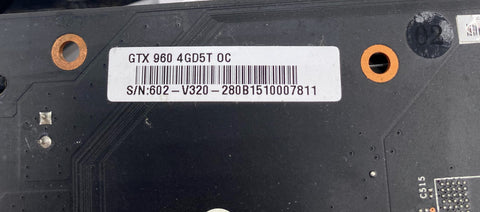 02
GTX 960 4GD5T OC
S/N:602-V320-280B1510007811
C515